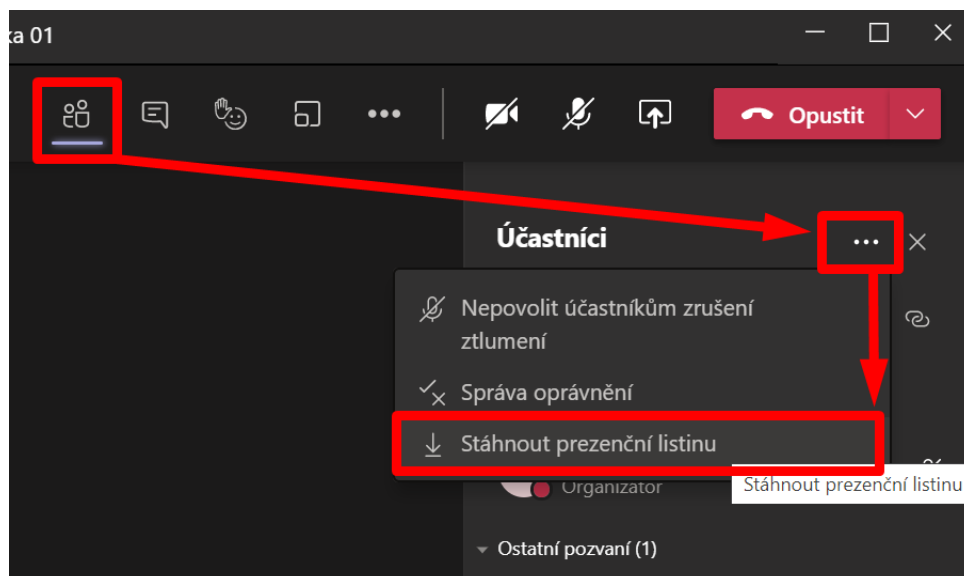 ka 01
Opustit
Účastníci
Nepovolit účastníkům zrušení
ztlumení
Správa oprávnění
Stáhnout prezenční listinu
Organizátor
Stáhnout prezenční listinu
Ostatní pozvaní (1)